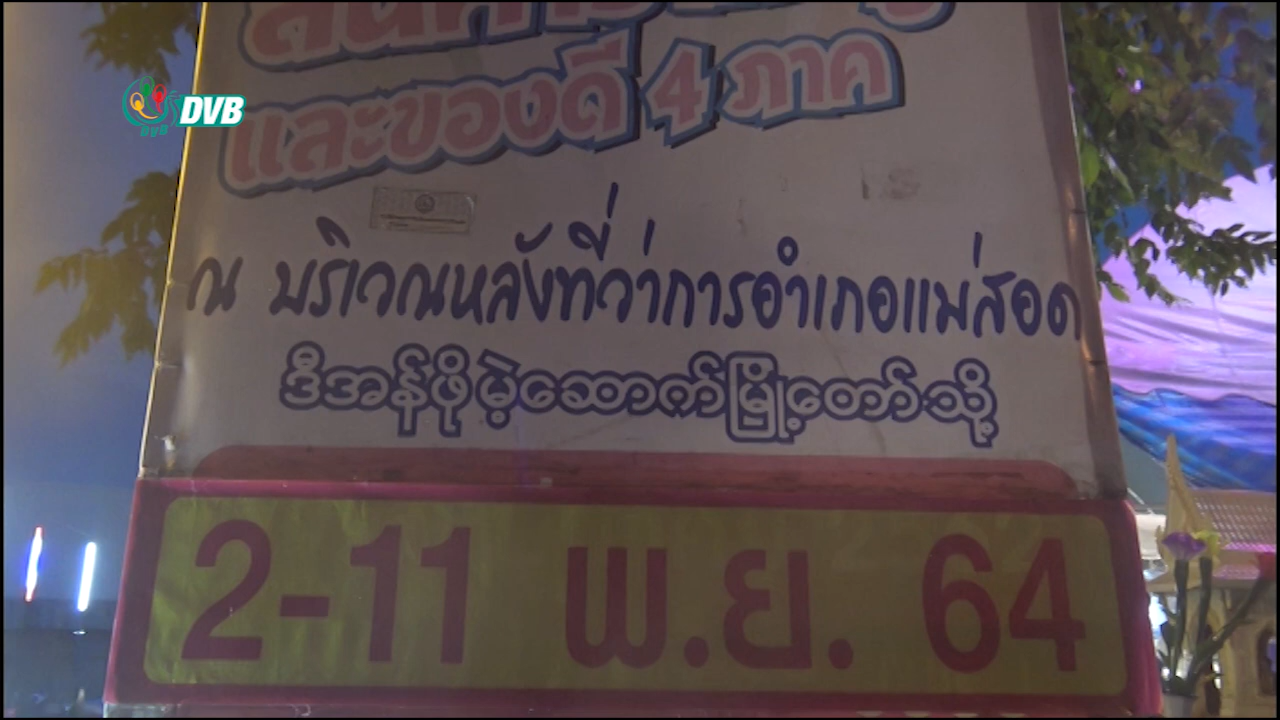 และของดี 4 ภาค
DVB
ณ บริเวณหลังที่ว่าการอำเภอแม่สอด
ဒီအန်ဖိုမဲ့ဆောက်မြို့တော်သို့
2-11 พ.ย. 64